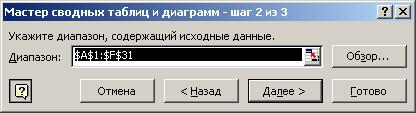 Мастер сводных таблиц и диаграмм - шаг 2 из 3
Укажите диапазон, содержащий исходные данные.
Диапазон: $A$1:$F$31 Обзор...
Отмена < Назад Далее > Готово